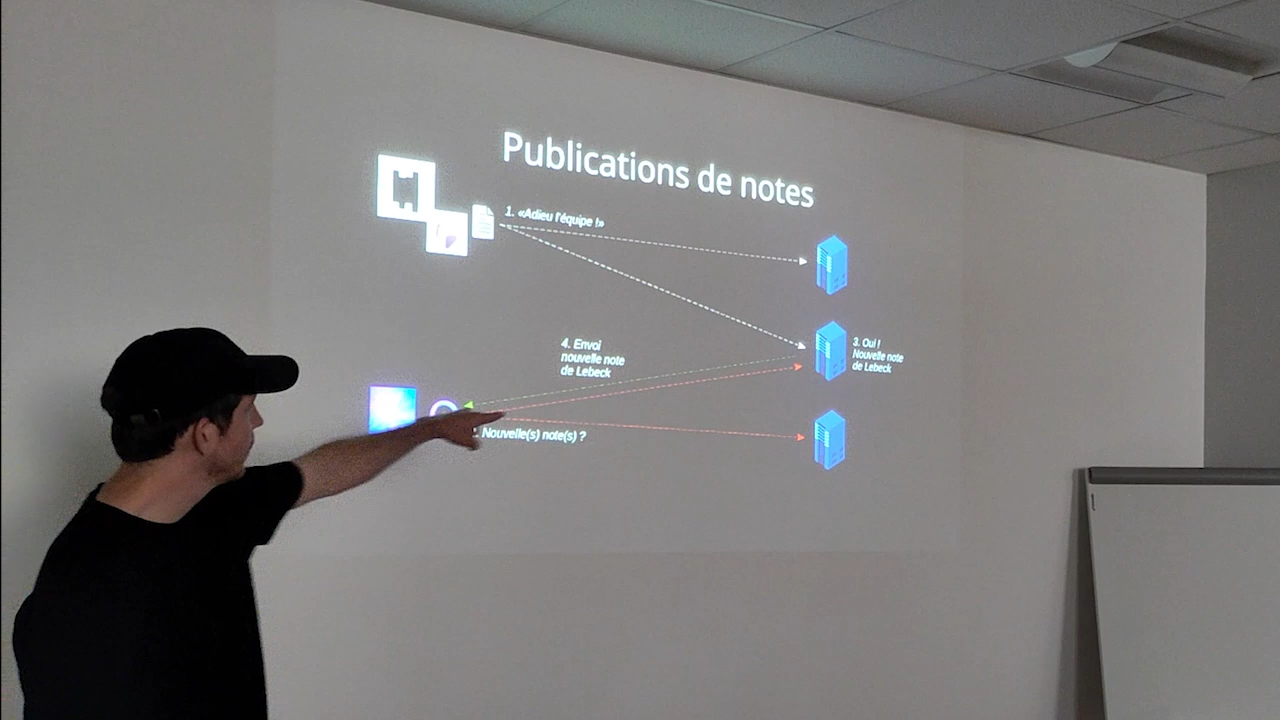 Publications de notes
1. «Adieu l'équipe !»
4. Envoi
nouvelle note
de Lebeck
3. Oui !
Nouvelle note
de Lebeck
. Nouvelle(s) note(s) ?